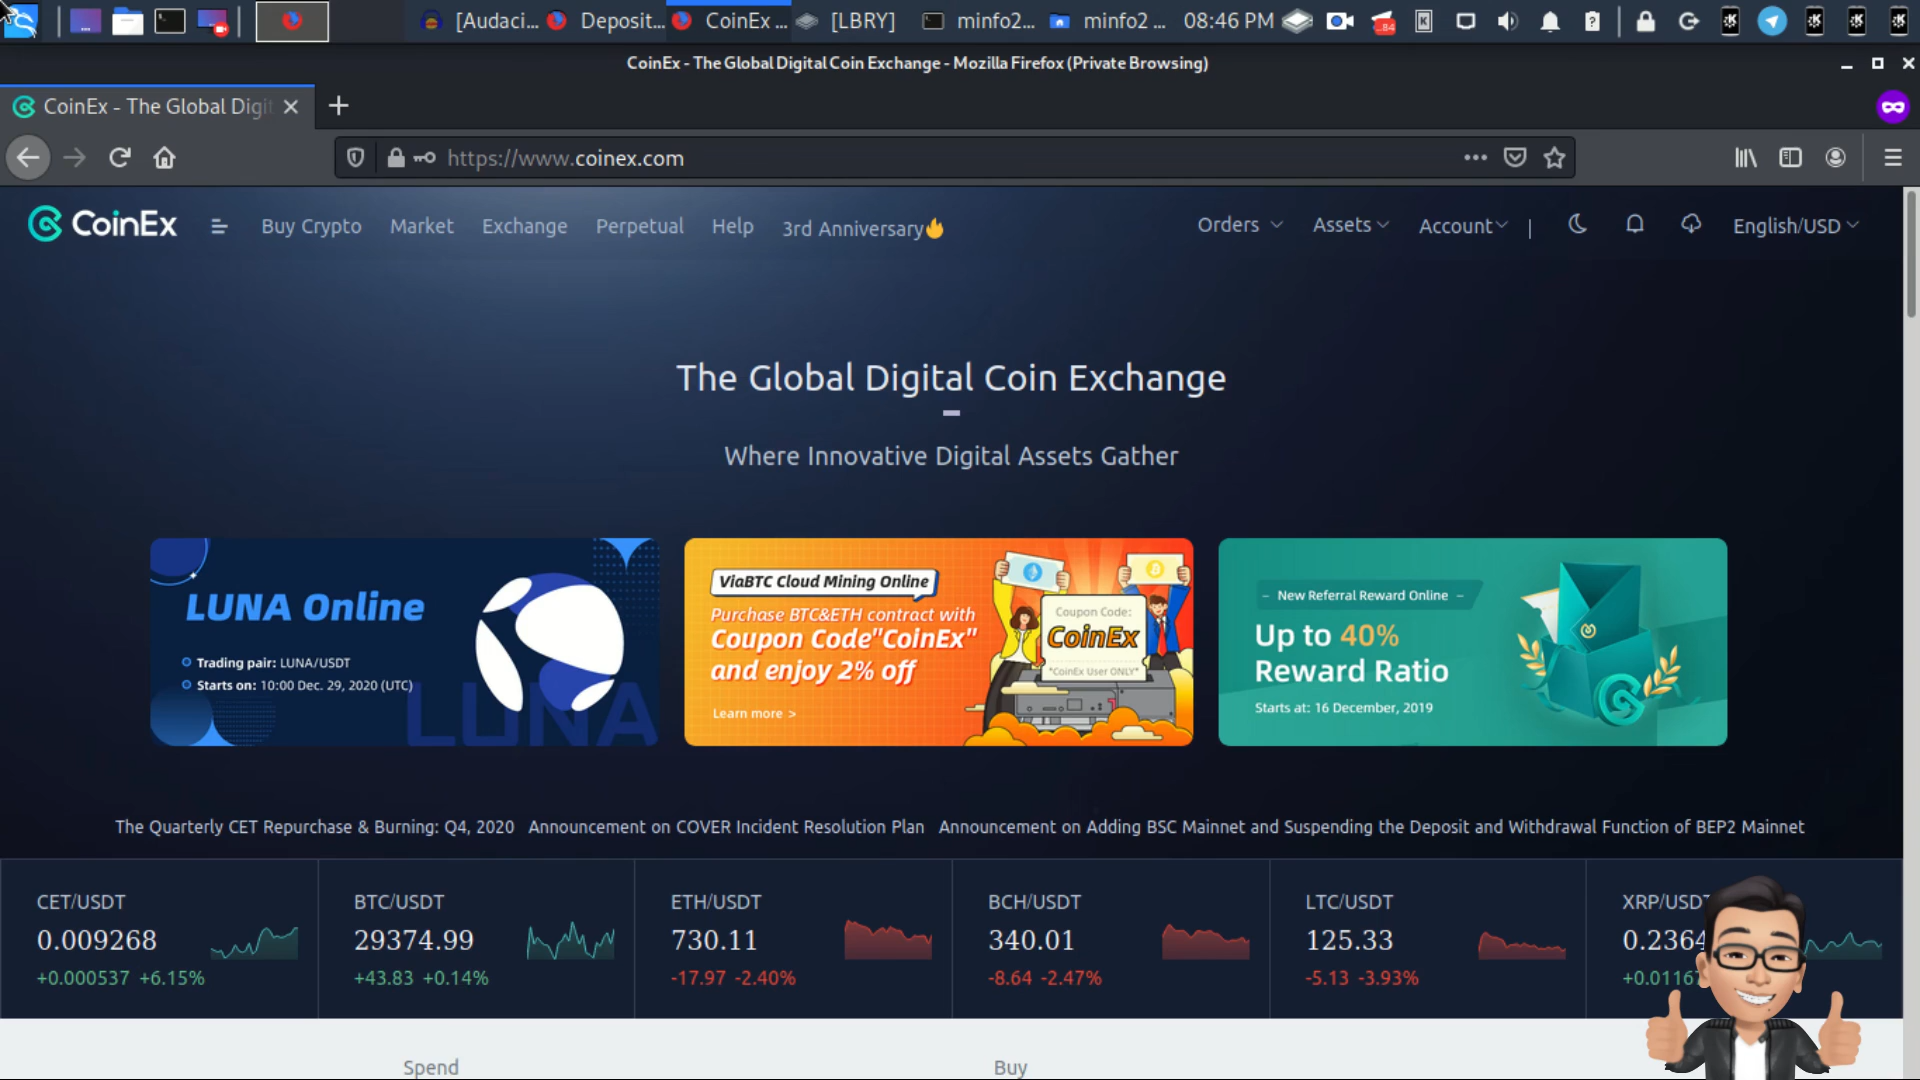 [Audaci...
Deposit...
CoinEx ...
[LBRY]
minfo2...
minfo2 ...
08:46 PM
84
CoinEx - The Global Digital Coin Exchange - Mozilla Firefox (Private Browsing)
CoinEx - The Global Digit
https://www.coinex.com
CoinEx
Buy Crypto
Market
Exchange
Perpetual
Help
3rd Anniversary
Orders
Assets
Account
English/USD
The Global Digital Coin Exchange
Where Innovative Digital Assets Gather
LUNA Online
Trading pair: LUNA/USDT
Starts on: 10:00 Dec. 29, 2020 (UTC)
LUNA
ViaBTC Cloud Mining Online
Purchase BTC&ETH contract with
Coupon Code"CoinEx"
and enjoy 2% off
Learn more >
Coupon Code:
CoinEx
*CoinEx User ONLY*
– New Referral Reward Online –
Up to 40%
Reward Ratio
Starts at: 16 December, 2019
The Quarterly CET Repurchase & Burning: Q4, 2020
Announcement on COVER Incident Resolution Plan
Announcement on Adding BSC Mainnet and Suspending the Deposit and Withdrawal Function of BEP2 Mainnet
CET/USDT
0.009268
+0.000537 +6.15%
BTC/USDT
29374.99
+43.83 +0.14%
ETH/USDT
730.11
-17.97 -2.40%
BCH/USDT
340.01
-8.64 -2.47%
LTC/USDT
125.33
-5.13 -3.93%
XRP/USDT
0.2364
+0.0116
Spend
Buy